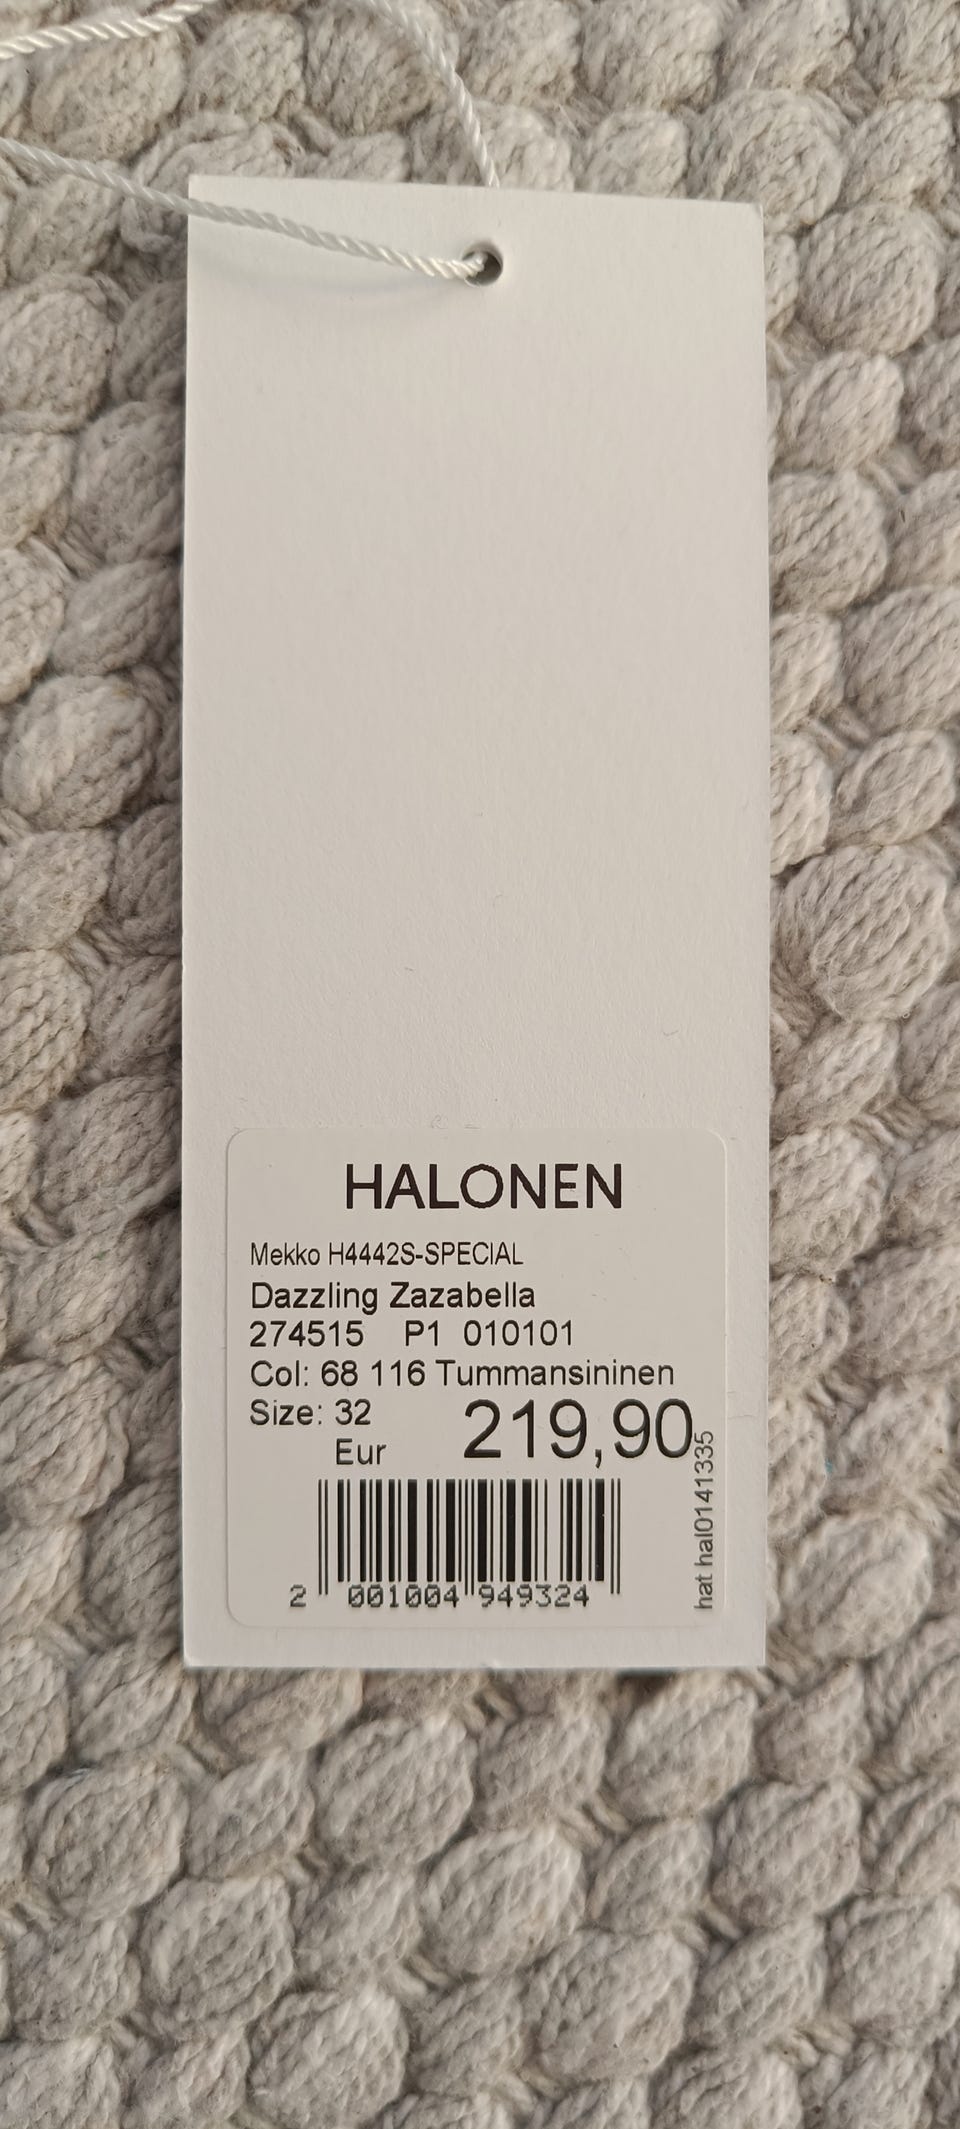 HALONEN
Mekko H4442S-SPECIAL
Dazzling Zazabella
274515 P1 010101
Col: 68 116 Tummansininen
Size: 32
219,90
Eur
hat hal0141335
2 001004 949324